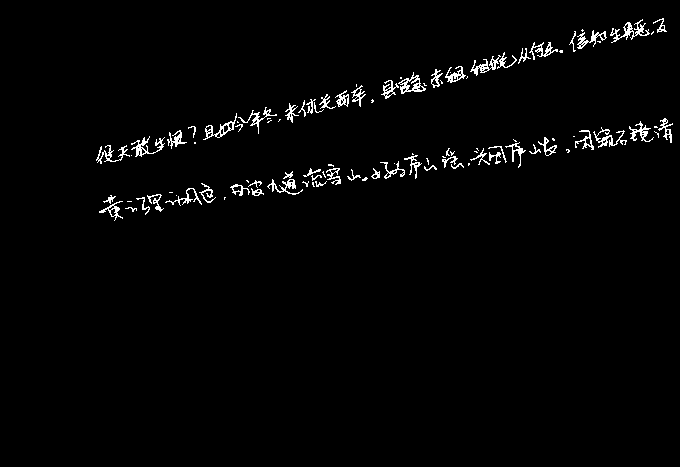 役夫敢生恨？且如今年冬，未休关西卒，县官急索租，租税从何出。信知生男恶，反
黄云万里动风色，白波九道流雪山。好为庐山谣，兴因庐山发，闲窥石镜清